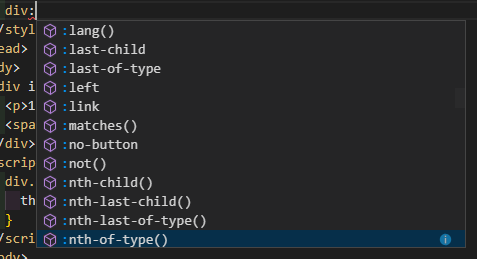 div:
/styl :lang()
ead> :last-child
dy> :last-of-type
div i :left
<p>1 :link
<spa :matches()
/div> :no-button
scrip :not()
div. :nth-child()
th :nth-last-child()
} :nth-last-of-type()
/scri :nth-of-type()
body>